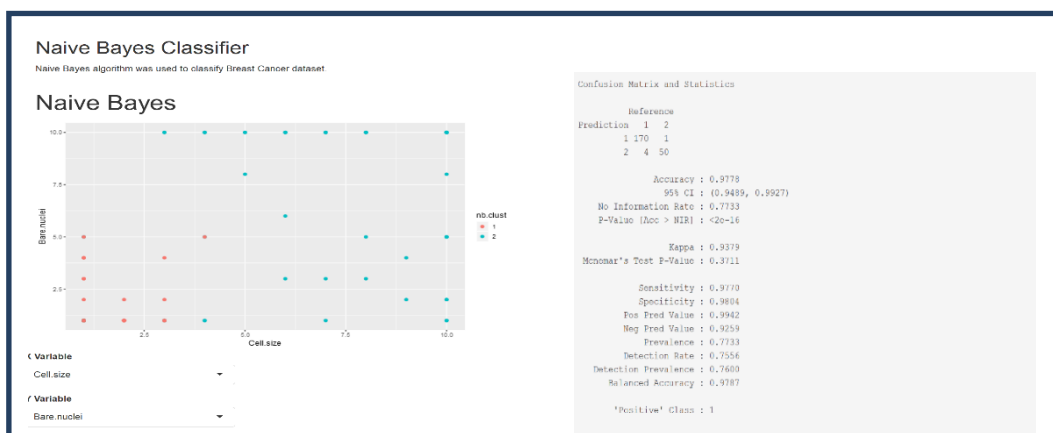 Naive Bayes Classifier
Naive Bayes algorithm was used to classify Breast Cancer dataset.
Naive Bayes
10.0
7.5
5.0
2.5
Bare.nuclei
2.5
5.0
7.5
10.0
Cell.size
nb.clust
1
2
X Variable
Cell.size
Y Variable
Bare.nuclei
Confusion Matrix and Statistics
Reference
Prediction 1 2
1 170 1
2 4 50
Accuracy : 0.9778
95% CI : (0.9489, 0.9927)
No Information Rate : 0.7733
P-Value [Acc > NIR] : <2e-16
Kappa : 0.9379
Mcnemar's Test P-Value : 0.3711
Sensitivity : 0.9770
Specificity : 0.9804
Pos Pred Value : 0.9942
Neg Pred Value : 0.9259
Prevalence : 0.7733
Detection Rate : 0.7556
Detection Prevalence : 0.7600
Balanced Accuracy : 0.9787
'Positive' Class : 1